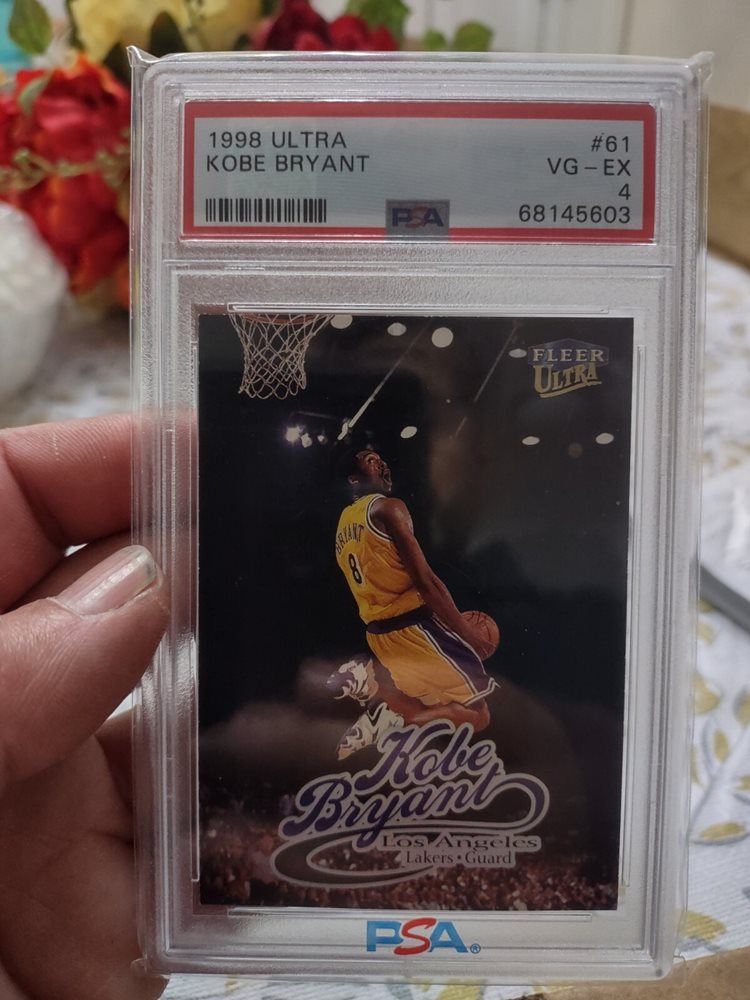 1998 ULTRA #61
KOBE BRYANT VG-EX
4
PSA 68145603
FLEER
ULTRA
BRYANT
8
Kobe
Bryant
Los Angeles
Lakers • Guard
PSA®